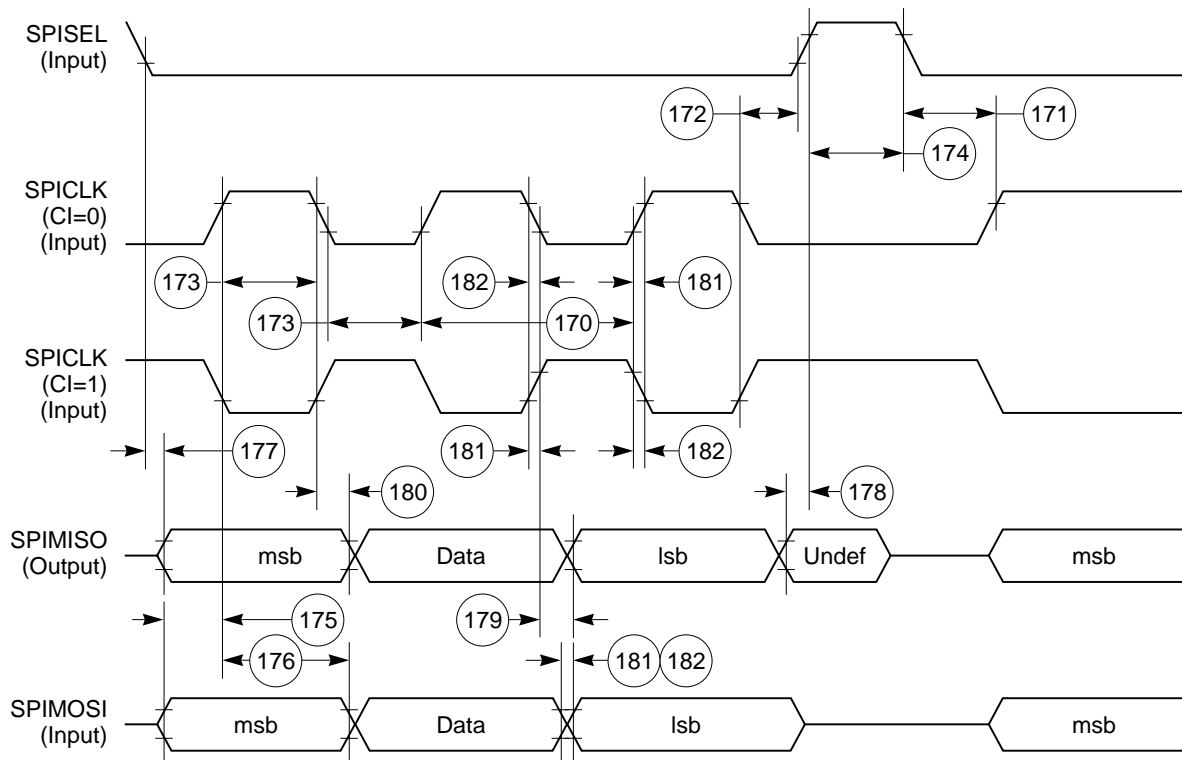 SPISEL
(Input)
172
171
174
SPICLK
(CI=0)
(Input)
173
182
181
173
170
SPICLK
(CI=1)
(Input)
177
181
182
180
178
SPIMISO
(Output)
msb
Data
lsb
Undef
msb
175
179
176
181
182
SPIMOSI
(Input)
msb
Data
lsb
msb